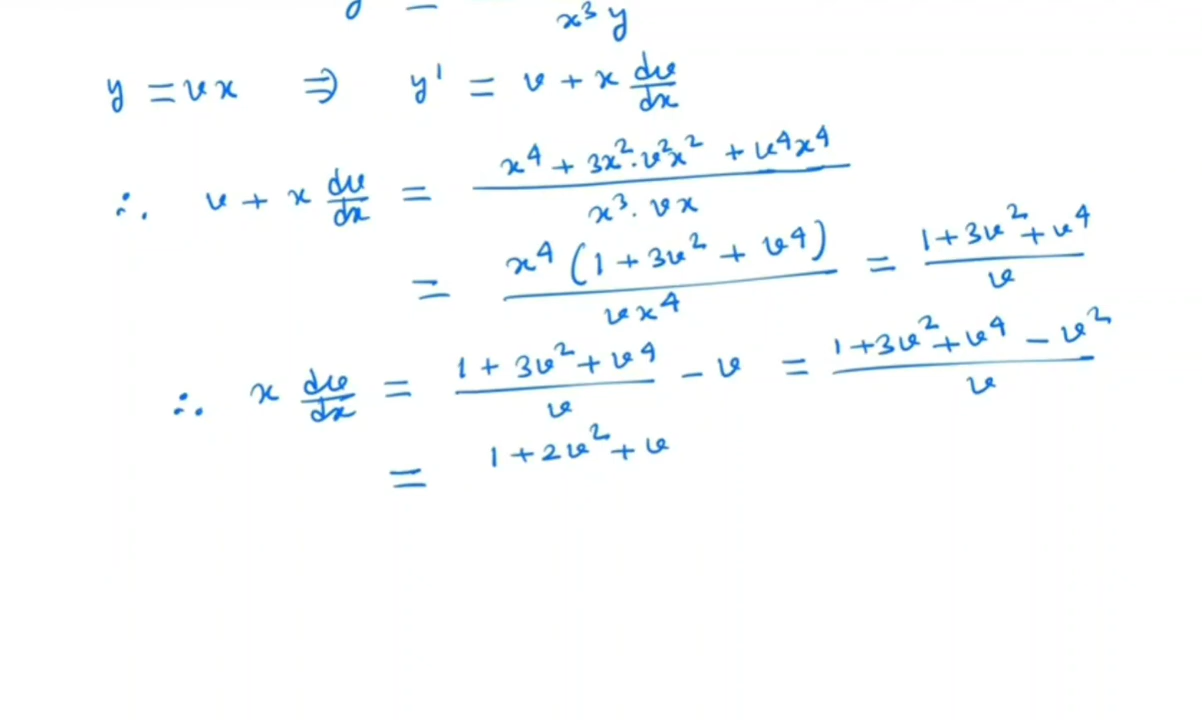 x³y
y = vx ⇒ y' = v + x dv/dx
∴ v + x dv/dx = (x⁴ + 3x²·v²x² + v⁴x⁴)/(x³·vx)
= x⁴(1 + 3v² + v⁴)/(vx⁴) = (1 + 3v² + v⁴)/v
∴ x dv/dx = (1 + 3v² + v⁴)/v − v = (1 + 3v² + v⁴ − v²)/v
= 1 + 2v² + v